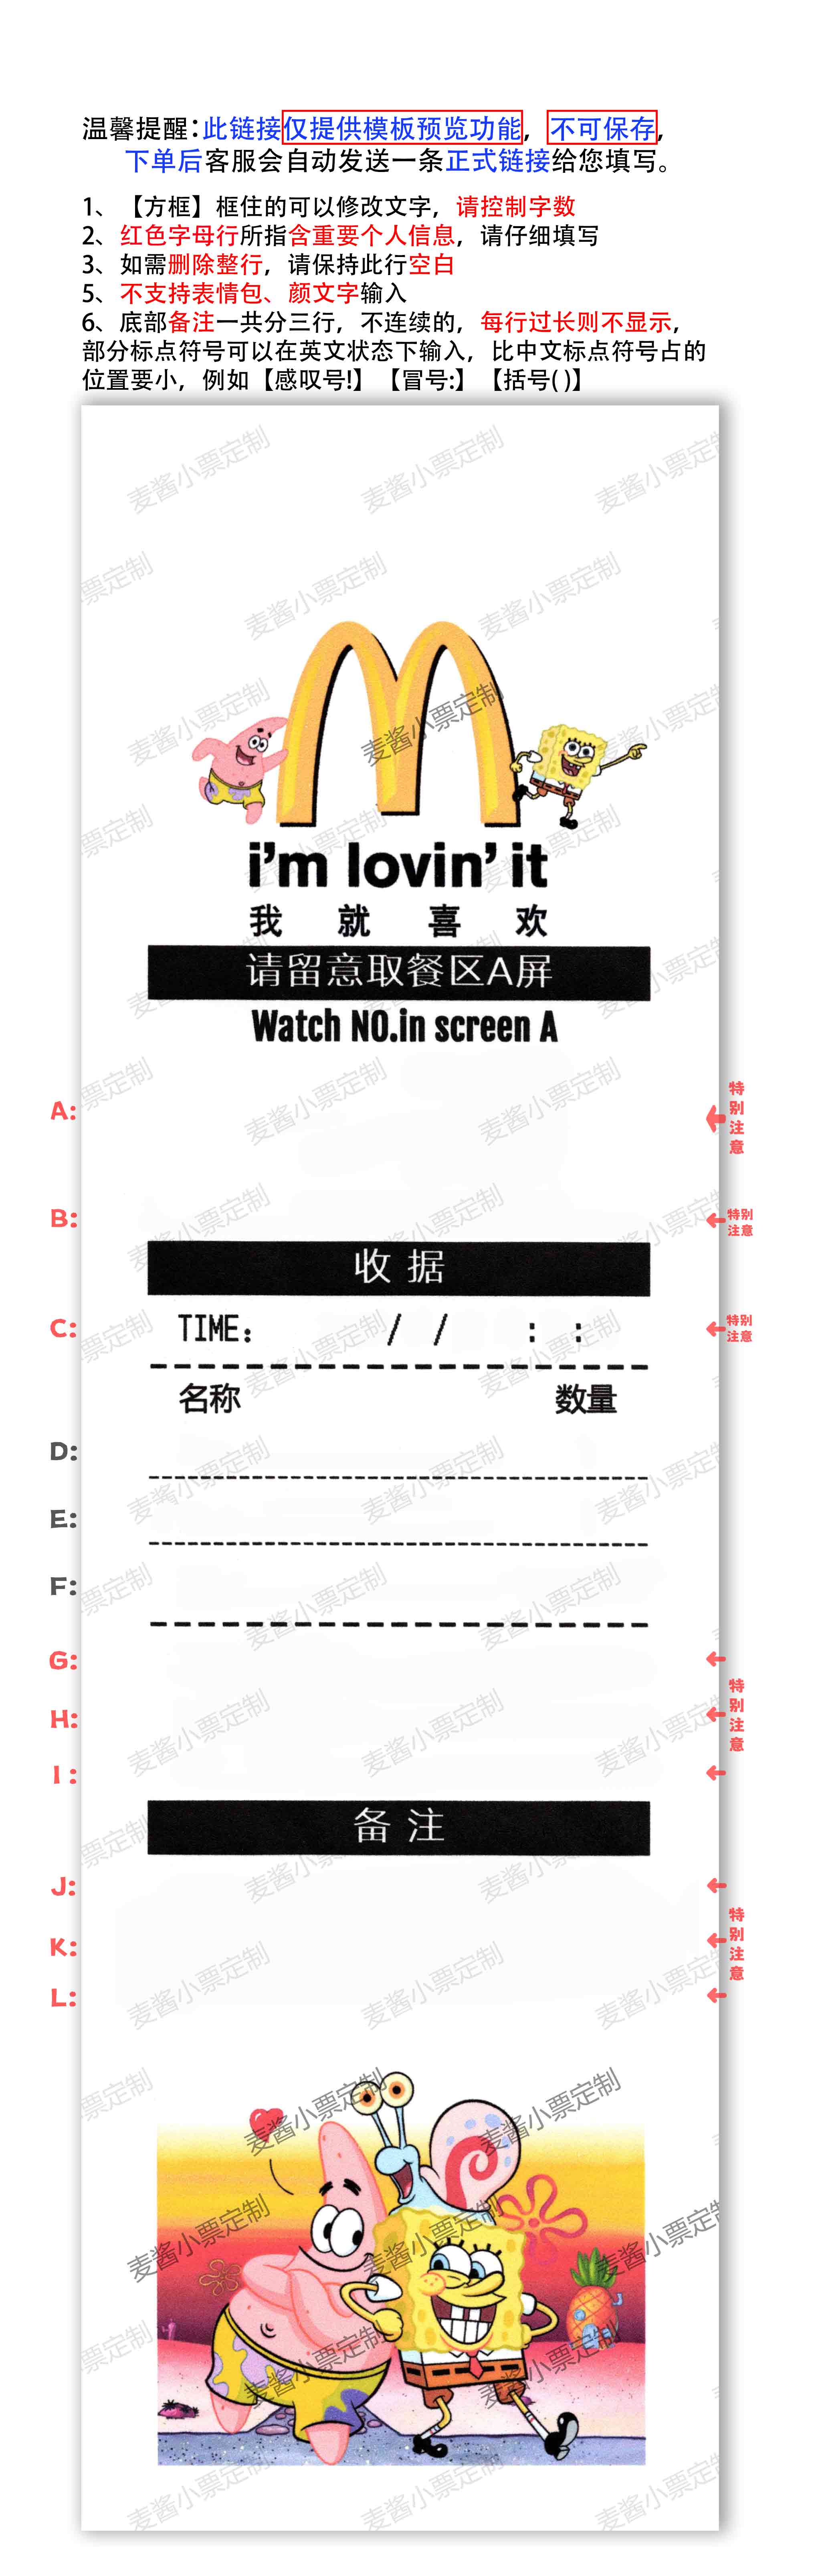 温馨提醒:此链接仅提供模板预览功能，不可保存，
下单后客服会自动发送一条正式链接给您填写。
1、【方框】框住的可以修改文字，请控制字数
2、红色字母行所指含重要个人信息，请仔细填写
3、如需删除整行，请保持此行空白
5、不支持表情包、颜文字输入
6、底部备注一共分三行，不连续的，每行过长则不显示，
部分标点符号可以在英文状态下输入，比中文标点符号占的
位置要小，例如【感叹号!】【冒号:】【括号( )】
麦酱小票定制
i'm lovin' it
我就喜欢
请留意取餐区A屏
Watch NO.in screen A
A:
特别注意
B:
特别注意
收据
C:
TIME: / / : :
特别注意
名称 数量
D:
E:
F:
G:
H:
特别注意
I:
备注
J:
K:
特别注意
L: